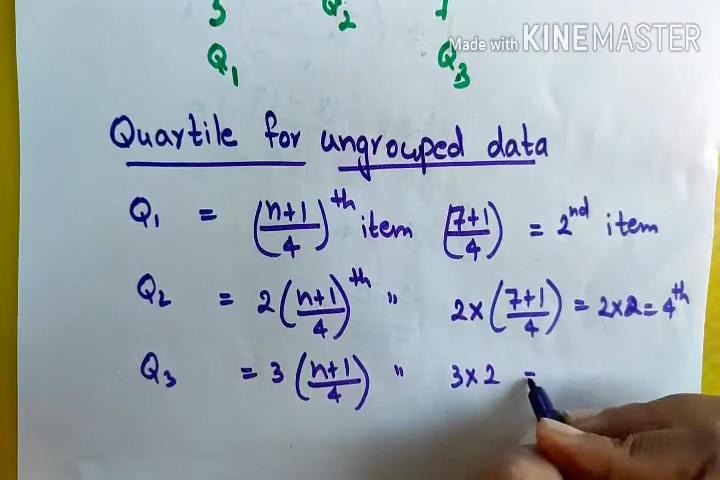 Q₂
Made with KINEMASTER
Q₁ Q₃
Quartile for ungrouped data
Q₁ = (n+1/4)ᵗʰ item (7+1/4) = 2ⁿᵈ item
Q₂ = 2(n+1/4)ᵗʰ " 2×(7+1/4) = 2×2=4ᵗʰ
Q₃ = 3(n+1/4) " 3×2 =